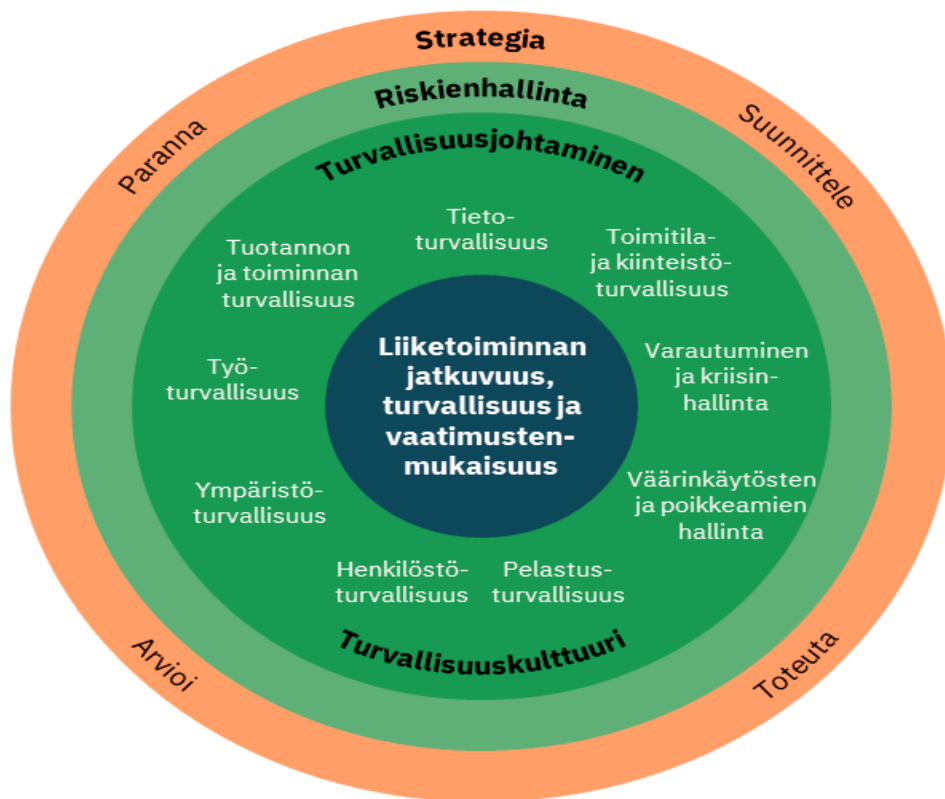 Strategia
Riskienhallinta
Turvallisuusjohtaminen
Paranna
Suunnittele
Tieto-
turvallisuus
Tuotannon
ja toiminnan
turvallisuus
Toimitila-
ja kiinteistö-
turvallisuus
Työ-
turvallisuus
Liiketoiminnan
jatkuvuus,
turvallisuus ja
vaatimusten-
mukaisuus
Varautuminen
ja kriisin-
hallinta
Ympäristö-
turvallisuus
Väärinkäytösten
ja poikkeamien
hallinta
Henkilöstö-
turvallisuus
Pelastus-
turvallisuus
Turvallisuuskulttuuri
Arvioi
Toteuta